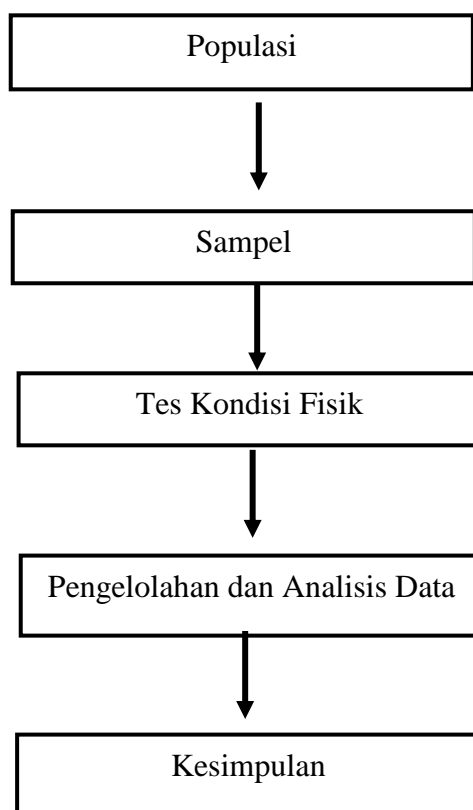 Populasi
Sampel
Tes Kondisi Fisik
Pengelolahan dan Analisis Data
Kesimpulan